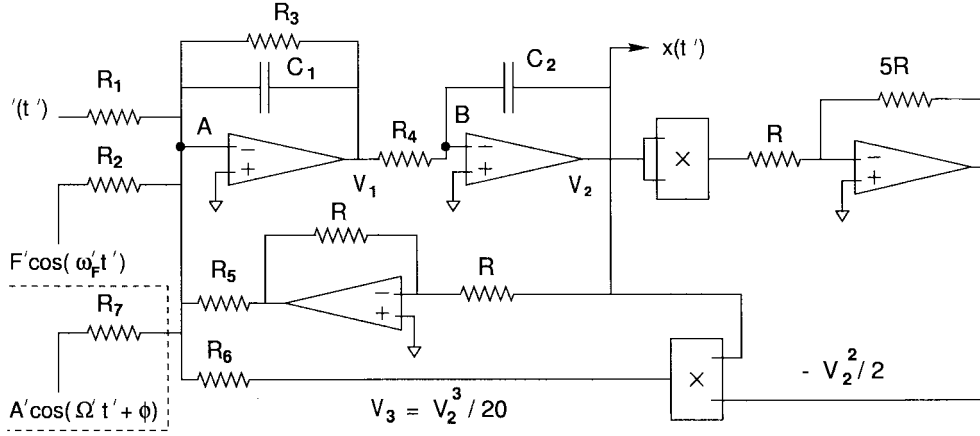 R₃
C₁
C₂
x(t′)
5R
R₁
′(t′)
A
R₄
B
R
−
+
−
+
×
−
+
R₂
V₁
V₂
F′cos(ω′_F t′)
R
R₅
−
+
R
R₇
R₆
×
- V₂²/2
A′cos(Ω′t′+φ)
V₃ = V₂³/20